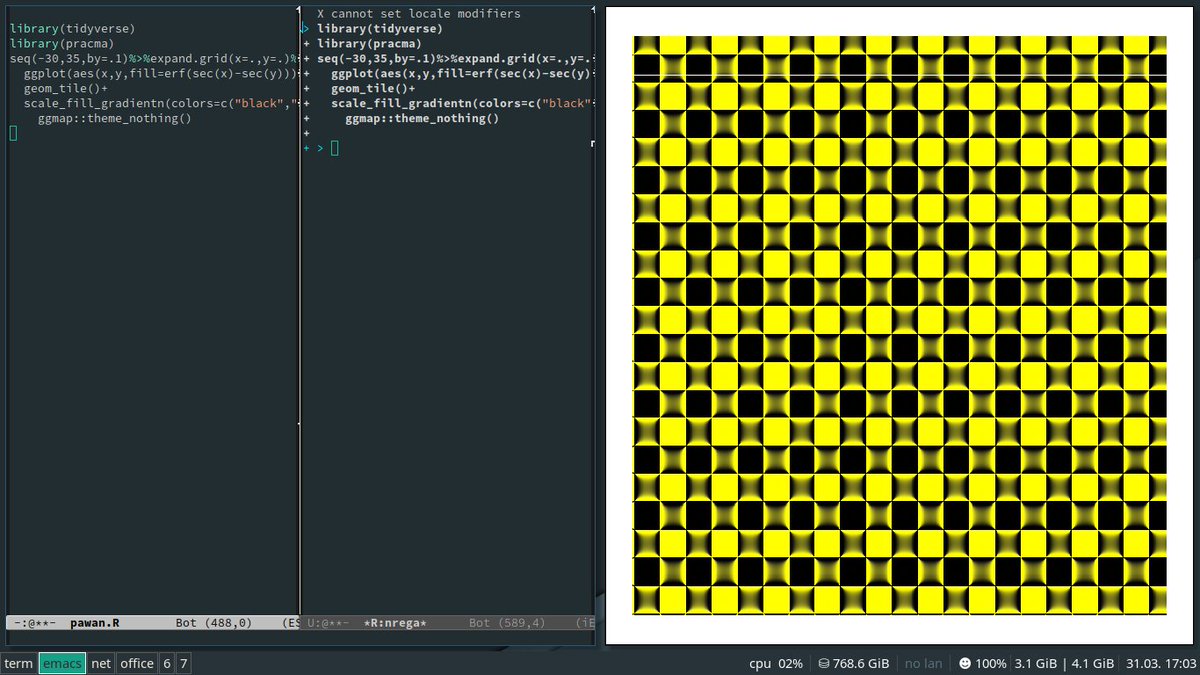 library(tidyverse)
library(pracma)
seq(-30,35,by=.1)%>%expand.grid(x=.,y=.)%
ggplot(aes(x,y,fill=erf(sec(x)-sec(y)))
geom_tile()+
scale_fill_gradientn(colors=c("black","
ggmap::theme_nothing()
-:@**-  pawan.R  Bot (488,0)  (ES
X cannot set locale modifiers
> library(tidyverse)
+ library(pracma)
+ seq(-30,35,by=.1)%>%expand.grid(x=.,y=.
+ ggplot(aes(x,y,fill=erf(sec(x)-sec(y)
+ geom_tile()+
+ scale_fill_gradientn(colors=c("black"
+ ggmap::theme_nothing()
+
+ >
U:@**-  *R:nrega*  Bot (589,4)  (iE
term emacs net office 6 7
cpu 02% 768.6 GiB no lan 100% 3.1 GiB | 4.1 GiB 31.03. 17:03